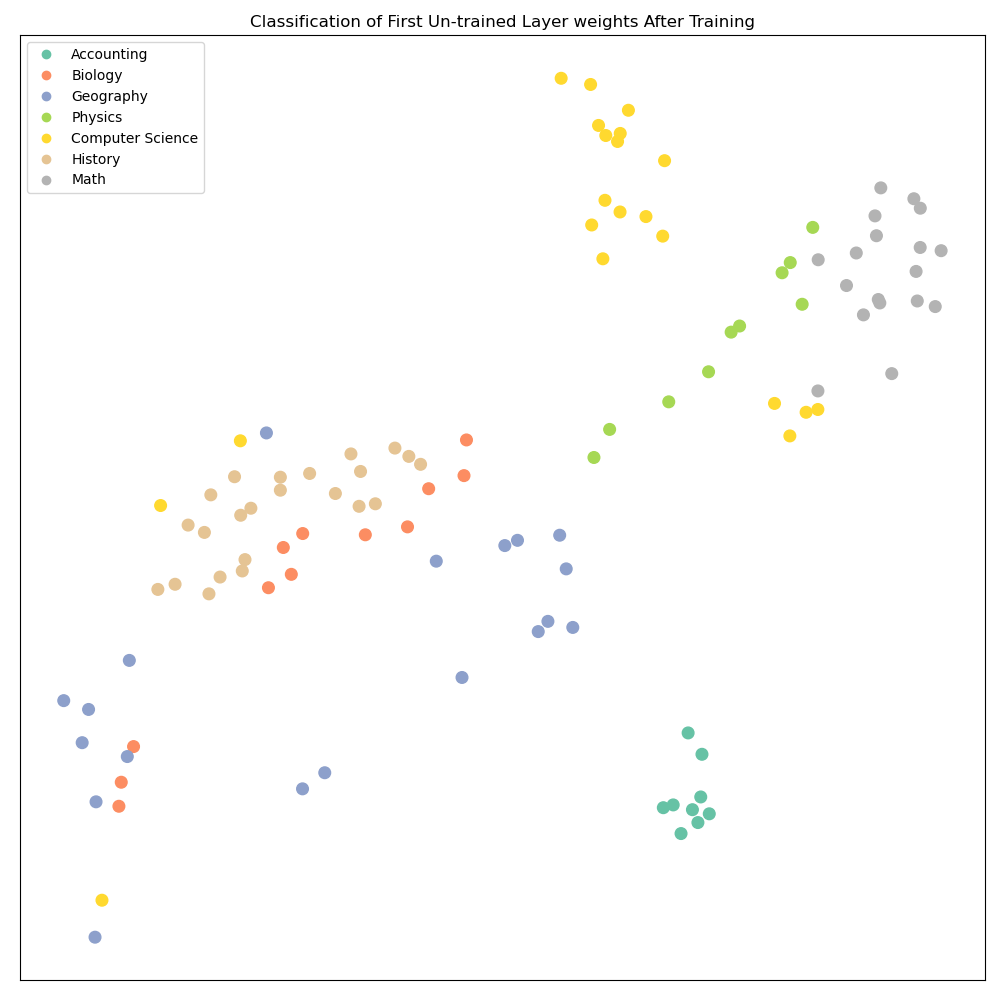 Classification of First Un-trained Layer weights After Training
Accounting
Biology
Geography
Physics
Computer Science
History
Math